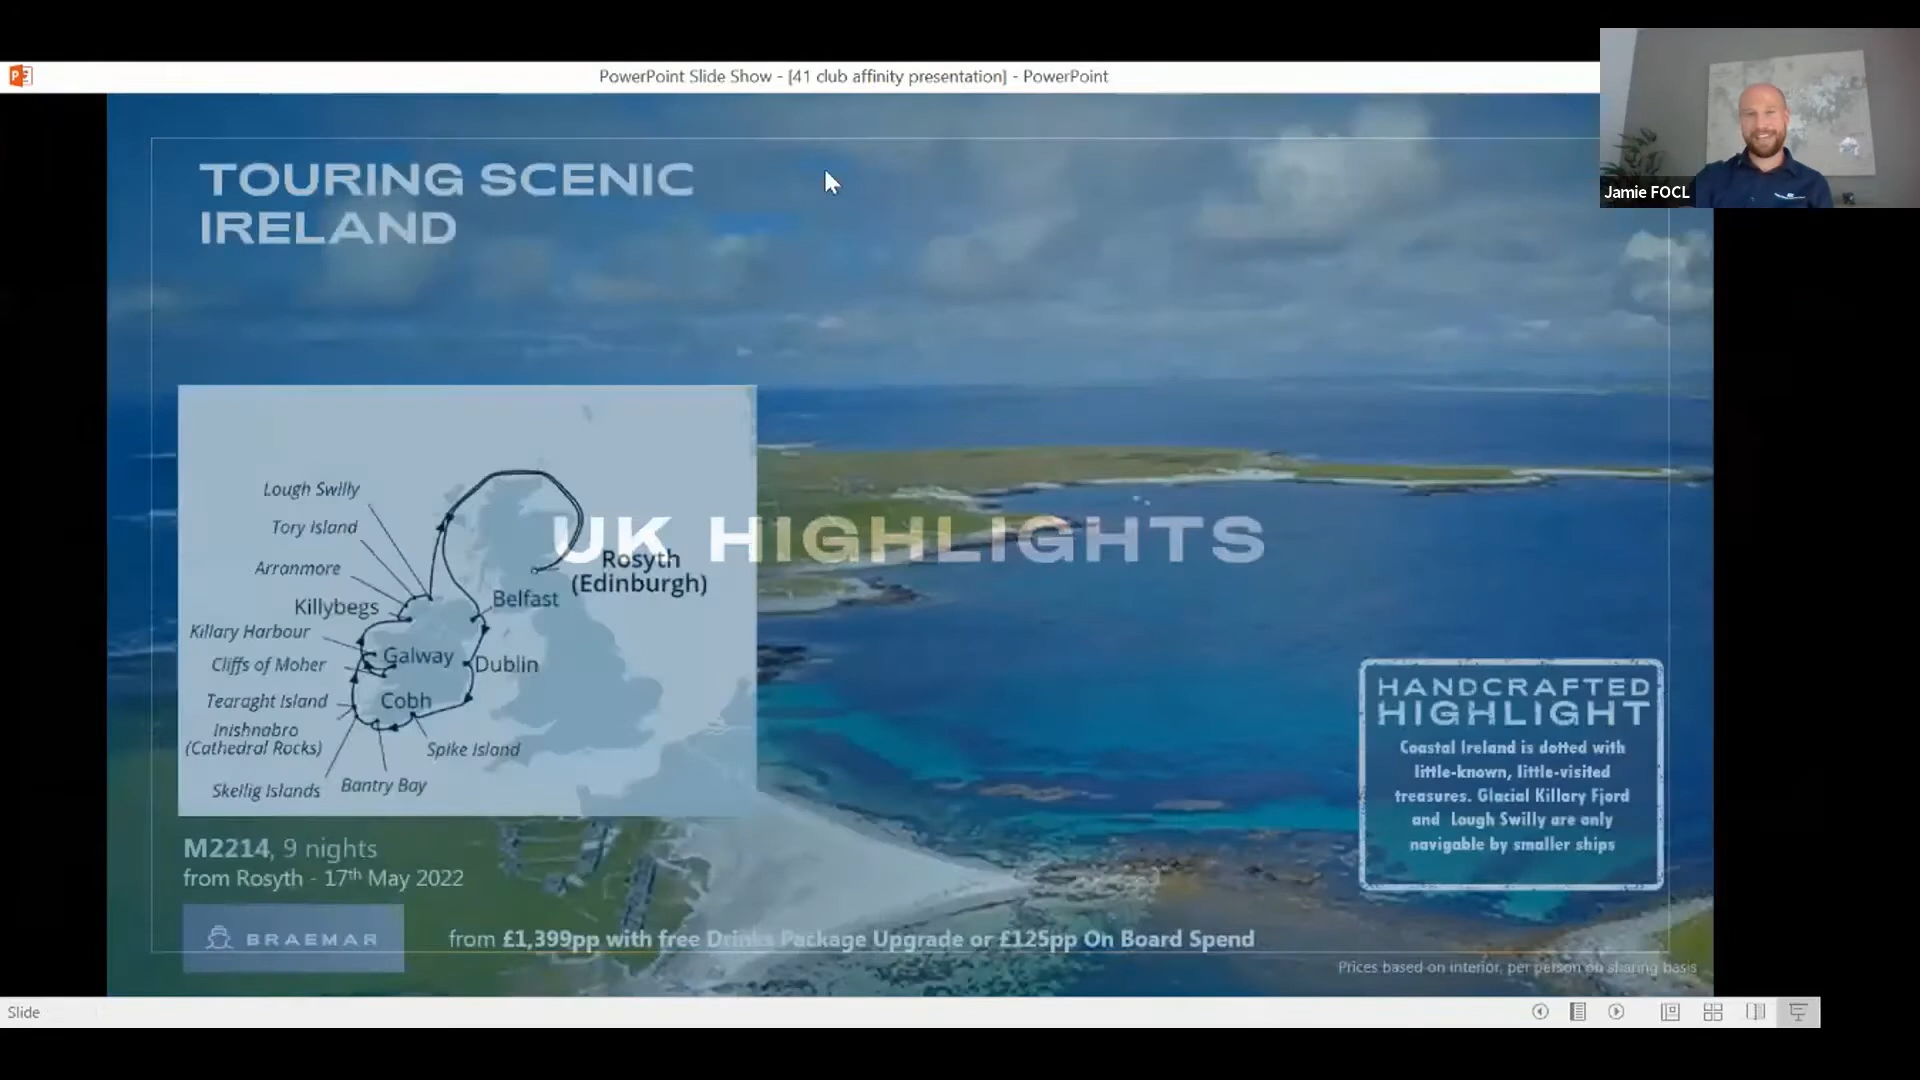 PowerPoint Slide Show - [41 club affinity presentation] - PowerPoint
Jamie FOCL
TOURING SCENIC
IRELAND
UK HIGHLIGHTS
Lough Swilly
Tory Island
Arranmore
Killybegs
Killary Harbour
Cliffs of Moher
Tearaght Island
Inishnabro
(Cathedral Rocks)
Skellig Islands
Bantry Bay
Spike Island
Cobh
Galway
Dublin
Belfast
Rosyth
(Edinburgh)
HANDCRAFTED
HIGHLIGHT
Coastal Ireland is dotted with
little-known, little-visited
treasures. Glacial Killary Fjord
and Lough Swilly are only
navigable by smaller ships
M2214, 9 nights
from Rosyth - 17th May 2022
BRAEMAR
from £1,399pp with free Drinks Package Upgrade or £125pp On Board Spend
Prices based on interior, per person on sharing basis
Slide